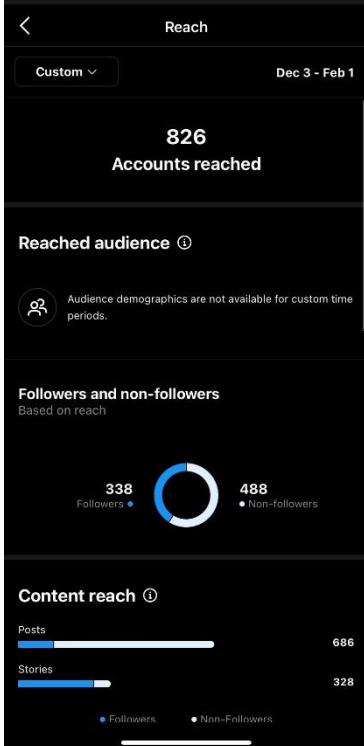 Reach
Custom
Dec 3 - Feb 1
826
Accounts reached
Reached audience
Audience demographics are not available for custom time
periods.
Followers and non-followers
Based on reach
338
Followers
488
Non-followers
Content reach
Posts
686
Stories
328
Followers
Non-Followers